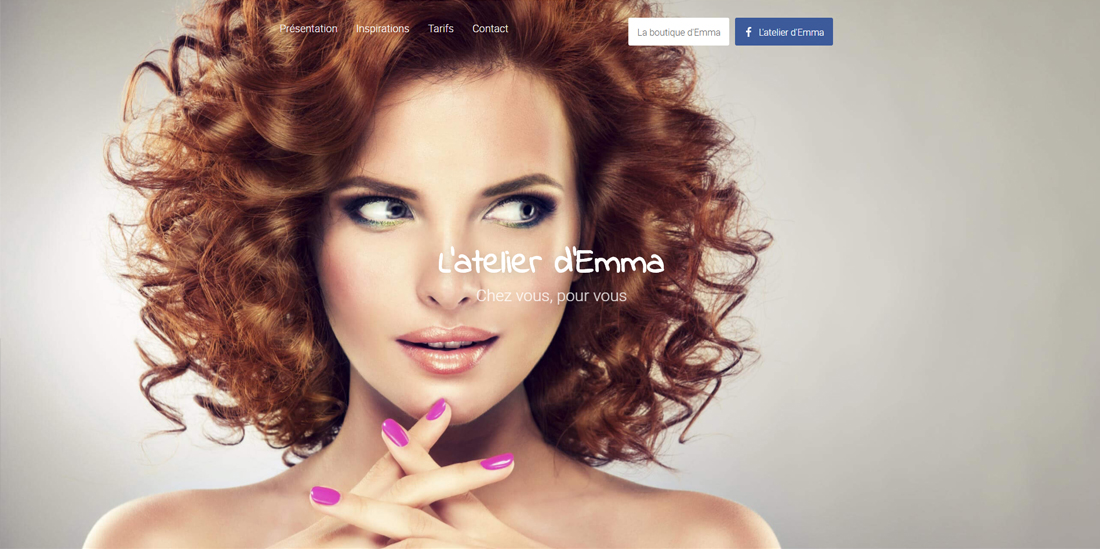 Présentation Inspirations Tarifs Contact La boutique d'Emma L'atelier d'Emma
L'atelier d'Emma
Chez vous, pour vous